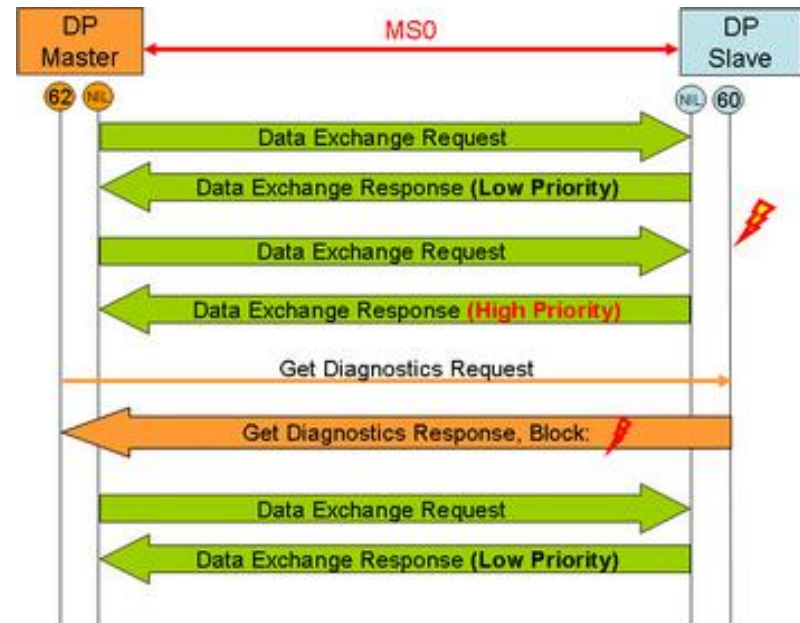 DP
Master
MS0
DP
Slave
62
NIL
NIL
60
Data Exchange Request
Data Exchange Response (Low Priority)
Data Exchange Request
Data Exchange Response (High Priority)
Get Diagnostics Request
Get Diagnostics Response, Block:
Data Exchange Request
Data Exchange Response (Low Priority)